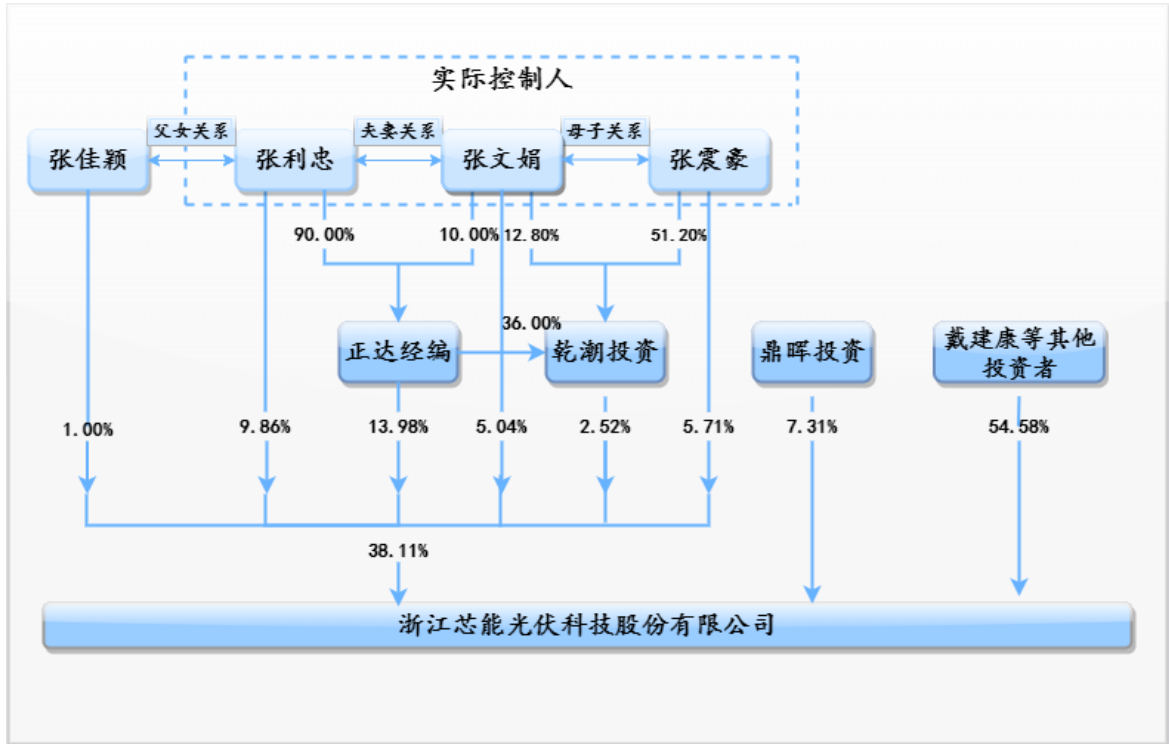 实际控制人
父女关系
夫妻关系
母子关系
张佳颖
张利忠
张文娟
张震豪
90.00%
10.00%
12.80%
51.20%
36.00%
正达经编
乾潮投资
鼎晖投资
戴建康等其他
投资者
1.00%
9.86%
13.98%
5.04%
2.52%
5.71%
7.31%
54.58%
38.11%
浙江芯能光伏科技股份有限公司